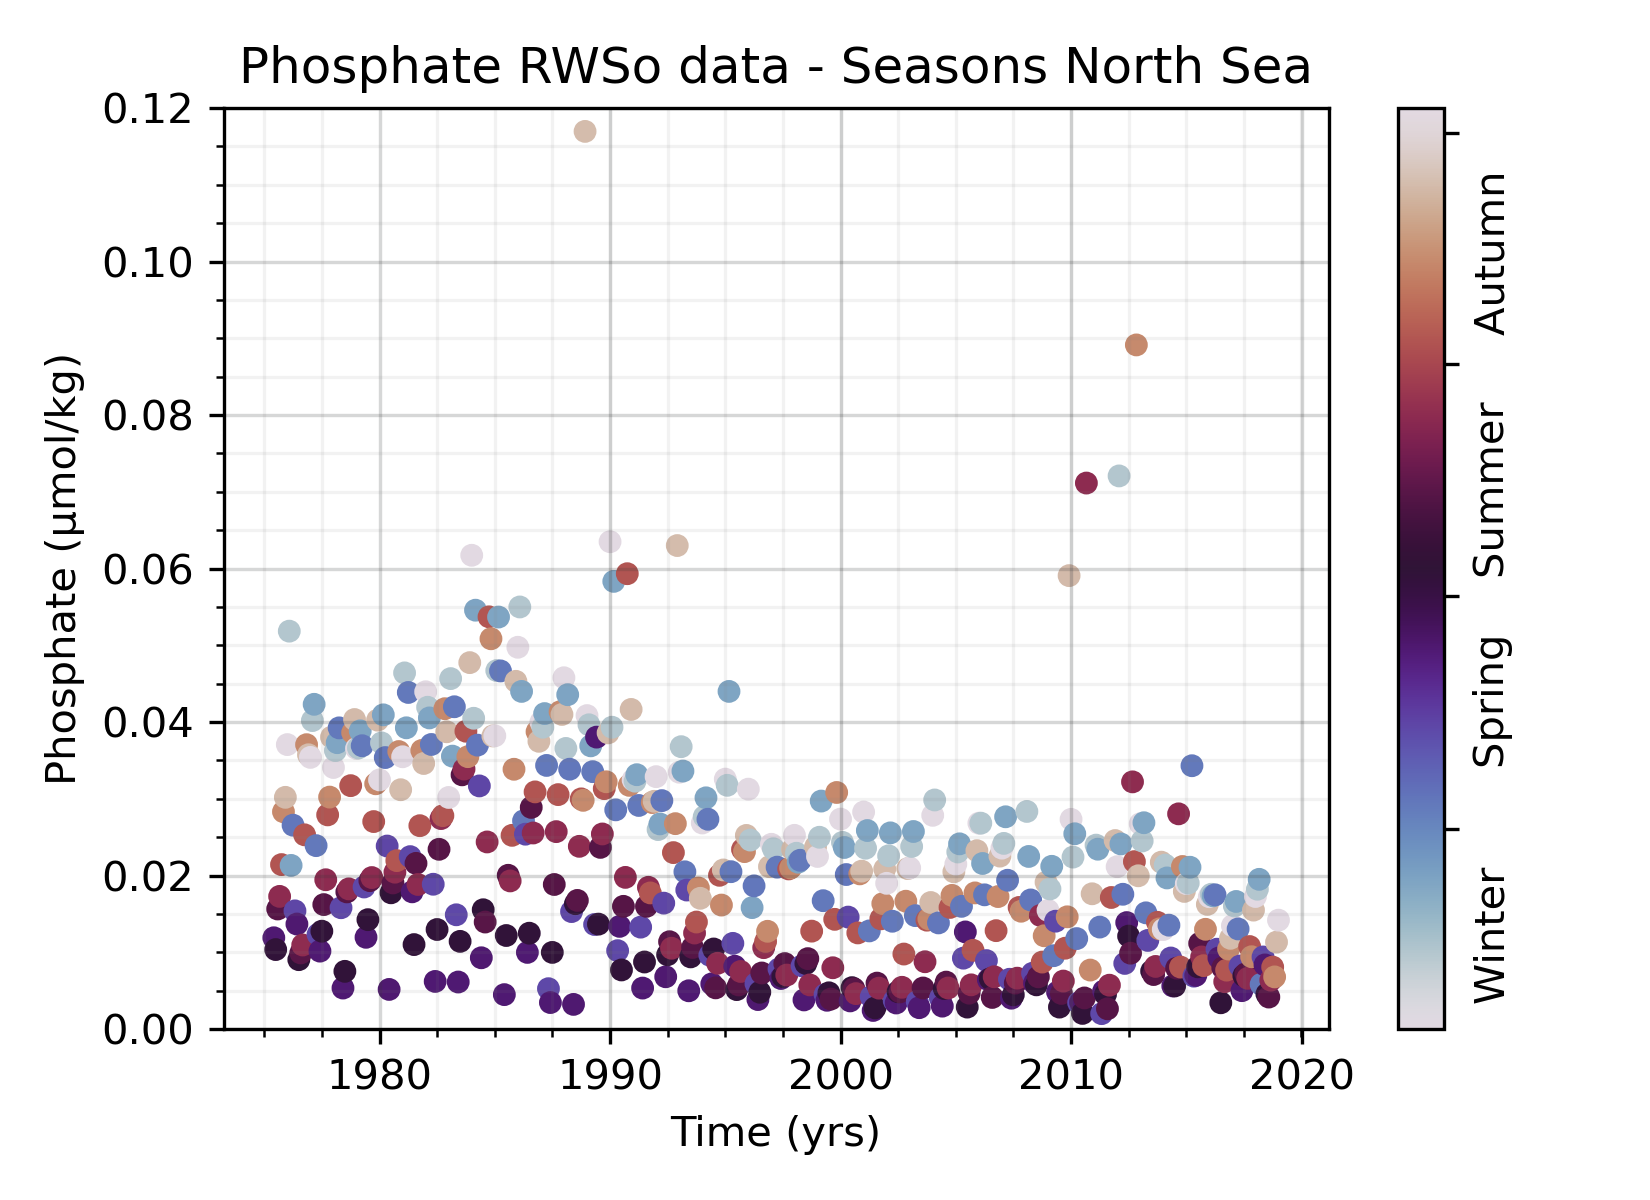 Phosphate RWSo data - Seasons North Sea
0.12
0.10
0.08
0.06
0.04
0.02
0.00
Phosphate (µmol/kg)
1980 1990 2000 2010 2020
Time (yrs)
Winter Spring Summer Autumn